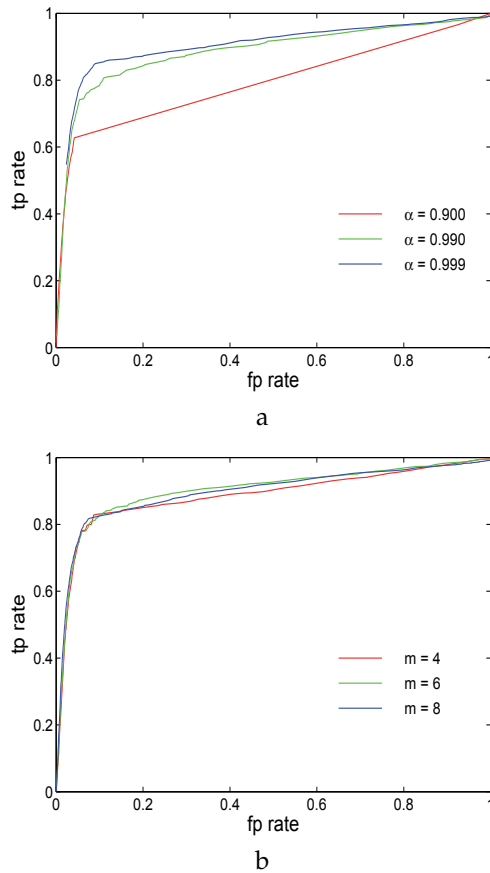 1
0.8
0.6
0.4
0.2
0
tp rate
α = 0.900
α = 0.990
α = 0.999
0 0.2 0.4 0.6 0.8 1
fp rate
a
1
0.8
0.6
0.4
0.2
0
tp rate
m = 4
m = 6
m = 8
0 0.2 0.4 0.6 0.8 1
fp rate
b